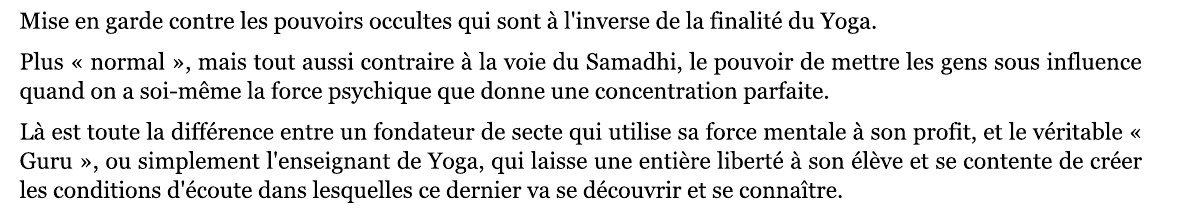 Mise en garde contre les pouvoirs occultes qui sont à l'inverse de la finalité du Yoga.
Plus « normal », mais tout aussi contraire à la voie du Samadhi, le pouvoir de mettre les gens sous influence
quand on a soi-même la force psychique que donne une concentration parfaite.
Là est toute la différence entre un fondateur de secte qui utilise sa force mentale à son profit, et le véritable «
Guru », ou simplement l'enseignant de Yoga, qui laisse une entière liberté à son élève et se contente de créer
les conditions d'écoute dans lesquelles ce dernier va se découvrir et se connaître.